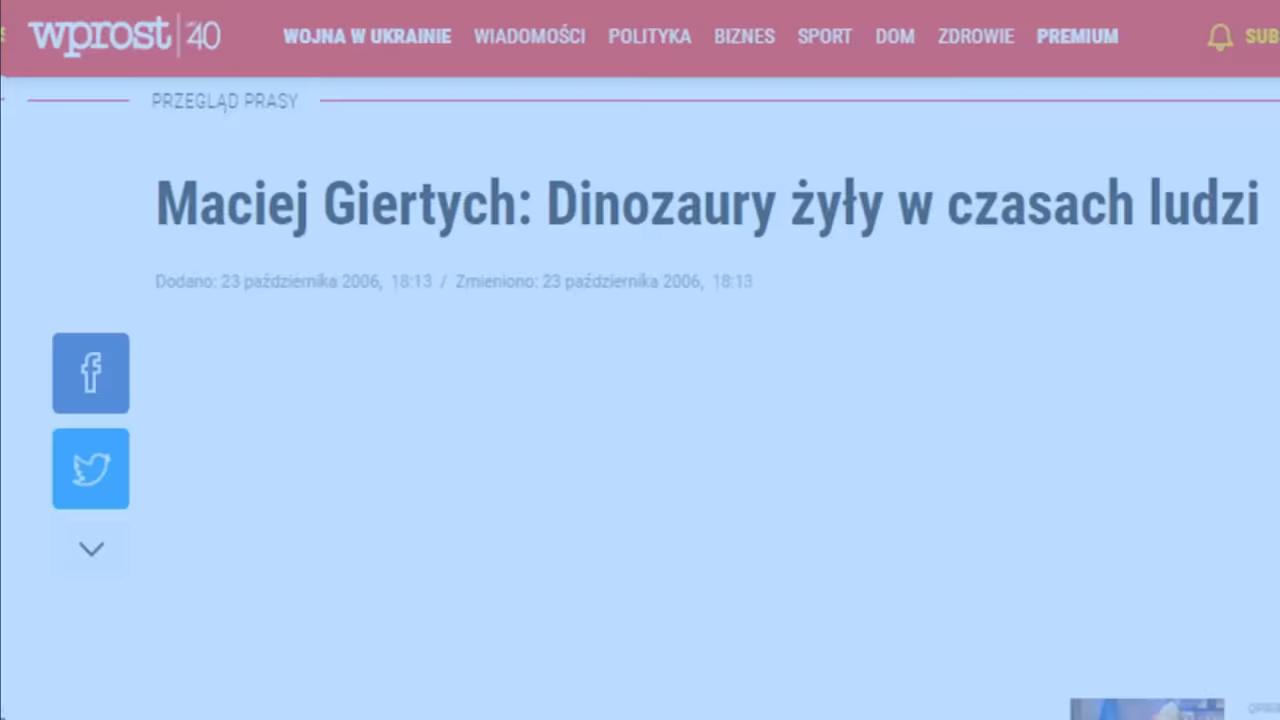 wprost 40
WOJNA W UKRAINIE WIADOMOŚCI POLITYKA BIZNES SPORT DOM ZDROWIE PREMIUM SUB
PRZEGLĄD PRASY
Maciej Giertych: Dinozaury żyły w czasach ludzi
Dodano: 23 października 2006, 18:13 / Zmieniono: 23 października 2006, 18:13